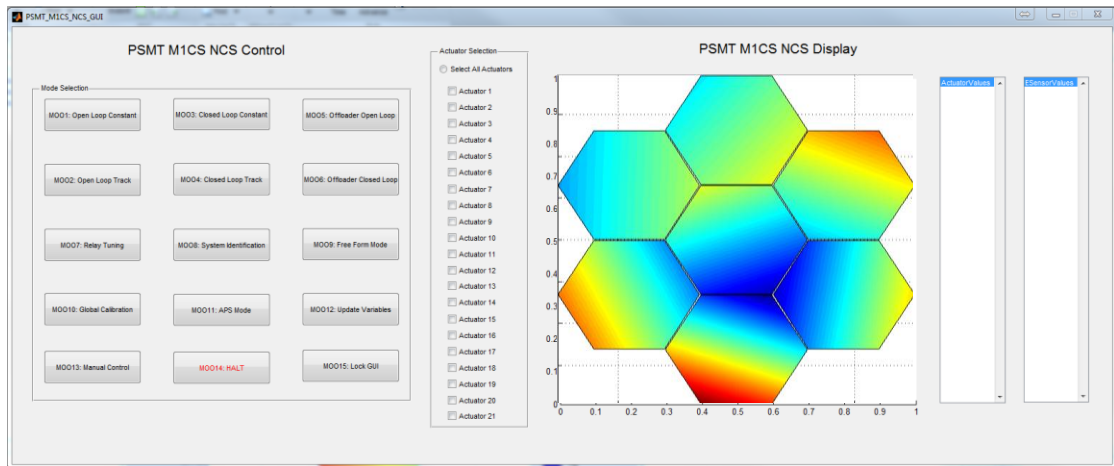 PSMT_M1CS_NCS_GUI
PSMT M1CS NCS Control
Mode Selection
MOO1: Open Loop Constant
MOO3: Closed Loop Constant
MOO5: Offloader Open Loop
MOO2: Open Loop Track
MOO4: Closed Loop Track
MOO6: Offloader Closed Loop
MOO7: Relay Tuning
MOO8: System Identification
MOO9: Free Form Mode
MOO10: Global Calibration
MOO11: APS Mode
MOO12: Update Variables
MOO13: Manual Control
MOO14: HALT
MOO15: Lock GUI
Actuator Selection
Select All Actuators
Actuator 1
Actuator 2
Actuator 3
Actuator 4
Actuator 5
Actuator 6
Actuator 7
Actuator 8
Actuator 9
Actuator 10
Actuator 11
Actuator 12
Actuator 13
Actuator 14
Actuator 15
Actuator 16
Actuator 17
Actuator 18
Actuator 19
Actuator 20
Actuator 21
PSMT M1CS NCS Display
1
0.9
0.8
0.7
0.6
0.5
0.4
0.3
0.2
0.1
0
0 0.1 0.2 0.3 0.4 0.5 0.6 0.7 0.8 0.9 1
ActuatorValues
ESensorValues